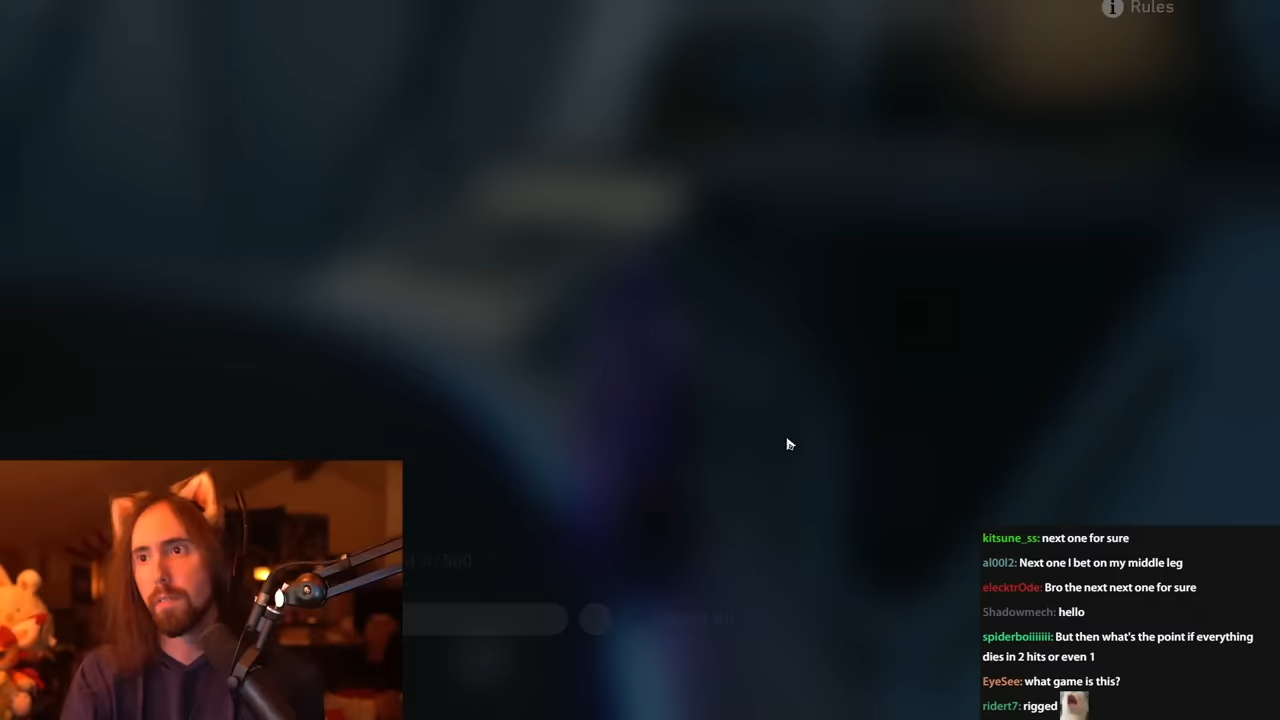 Rules
kitsune_ss: next one for sure
al00l2: Next one I bet on my middle leg
elecktrOde: Bro the next next one for sure
Shadowmech: hello
spiderboiiiiiii: But then what's the point if everything
dies in 2 hits or even 1
EyeSee: what game is this?
ridert7: rigged